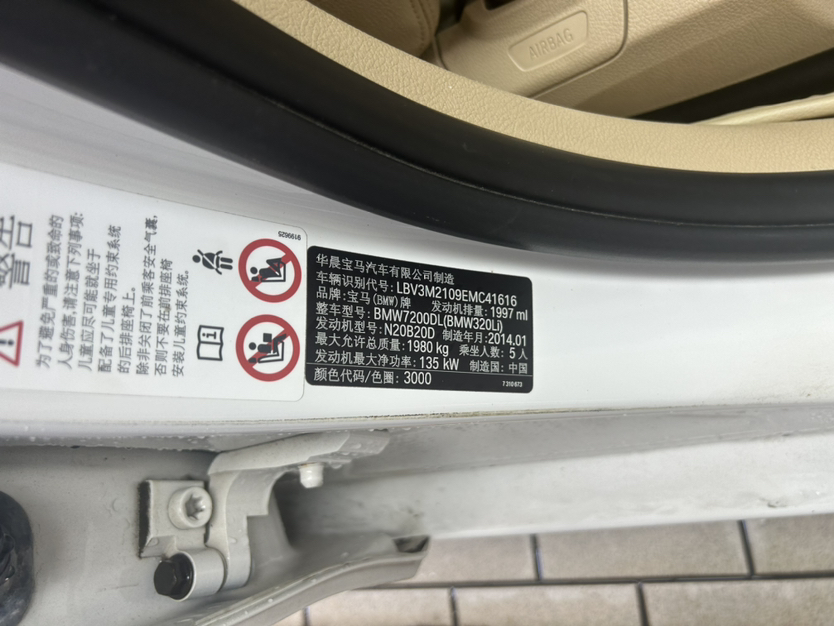 AIRBAG
警告
为了避免严重的或致命的
人身伤害,请注意下列事项:
儿童应尽可能就坐于
配备了儿童专用约束系统
的后排座椅上。
除非关闭了前乘客安全气囊,
否则不要在前排座椅
安装儿童约束系统。
9199625
华晨宝马汽车有限公司制造
车辆识别代号: LBV3M2109EMC41616
品牌: 宝马(BMW)牌 发动机排量: 1997 ml
整车型号: BMW7200DL(BMW320Li)
发动机型号: N20B20D 制造年月: 2014.01
最大允许总质量: 1980 kg 乘坐人数: 5 人
发动机最大净功率: 135 kW 制造国: 中国
颜色代码/色圈: 3000
7 310 673